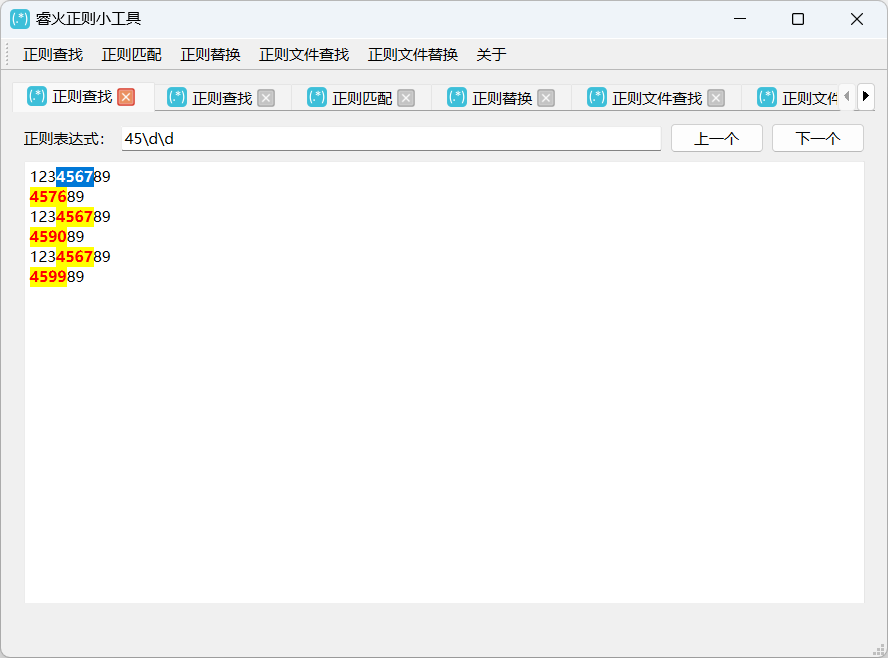 (.*) 睿火正则小工具
正则查找 正则匹配 正则替换 正则文件查找 正则文件替换 关于
(.*) 正则查找 (.*) 正则查找 (.*) 正则匹配 (.*) 正则替换 (.*) 正则文件查找 (.*) 正则文件
正则表达式： 45\d\d 上一个 下一个
123456789
457689
123456789
459089
123456789
459989